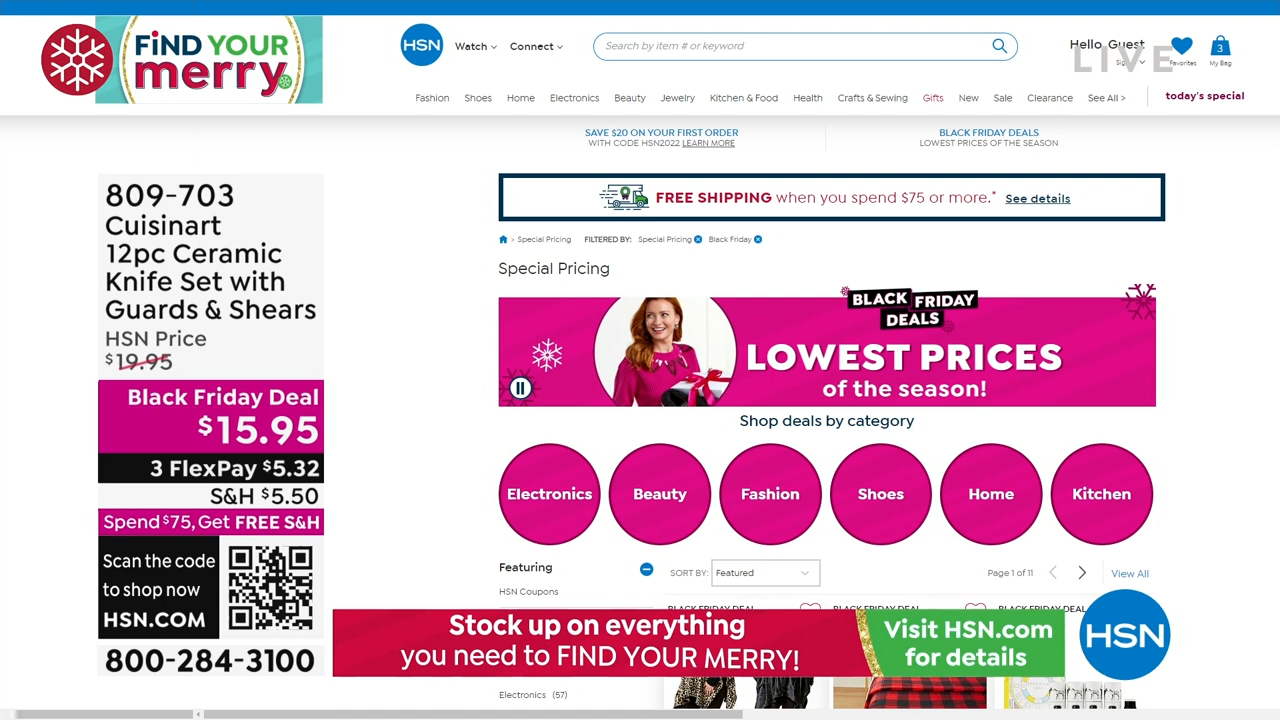 FiND YOUR
merry
HSN
Watch
Connect
Search by item # or keyword
Hello, Guest
LIVE
Favorites
3
My Bag
Fashion
Shoes
Home
Electronics
Beauty
Jewelry
Kitchen & Food
Health
Crafts & Sewing
Gifts
New
Sale
Clearance
See All >
today's special
SAVE $20 ON YOUR FIRST ORDER
WITH CODE HSN2022 LEARN MORE
BLACK FRIDAY DEALS
LOWEST PRICES OF THE SEASON
809-703
Cuisinart
12pc Ceramic
Knife Set with
Guards & Shears
HSN Price
$19.95
Black Friday Deal
$15.95
3 FlexPay $5.32
S&H $5.50
Spend $75, Get FREE S&H
Scan the code
to shop now
HSN.COM
800-284-3100
FREE SHIPPING when you spend $75 or more.* See details
> Special Pricing FILTERED BY: Special Pricing Black Friday
Special Pricing
BLACK FRIDAY
DEALS
LOWEST PRICES
of the season!
Shop deals by category
Electronics
Beauty
Fashion
Shoes
Home
Kitchen
Featuring
HSN Coupons
SORT BY: Featured
Page 1 of 11
View All
BLACK FRIDAY DEAL
BLACK FRIDAY DEAL
BLACK FRIDAY DEAL
Stock up on everything
you need to FIND YOUR MERRY!
Visit HSN.com
for details
HSN
Electronics (57)